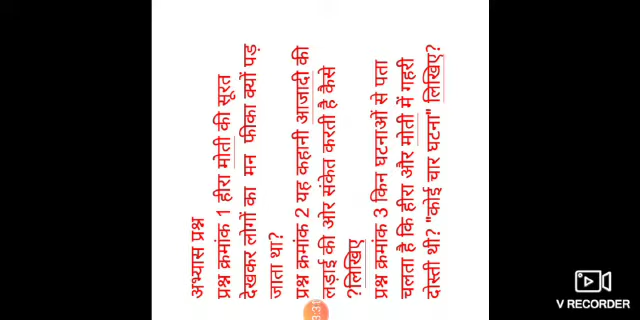 अभ्यास प्रश्न
प्रश्न क्रमांक 1 हीरा मोती की सूरत
देखकर लोगों का मन फीका क्यों पड़
जाता था?
प्रश्न क्रमांक 2 यह कहानी आजादी की
लड़ाई की ओर संकेत करती है कैसे
?लिखिए
प्रश्न क्रमांक 3 किन घटनाओं से पता
चलता है कि हीरा और मोती में गहरी
दोस्ती थी? "कोई चार घटना" लिखिए?
V RECORDER